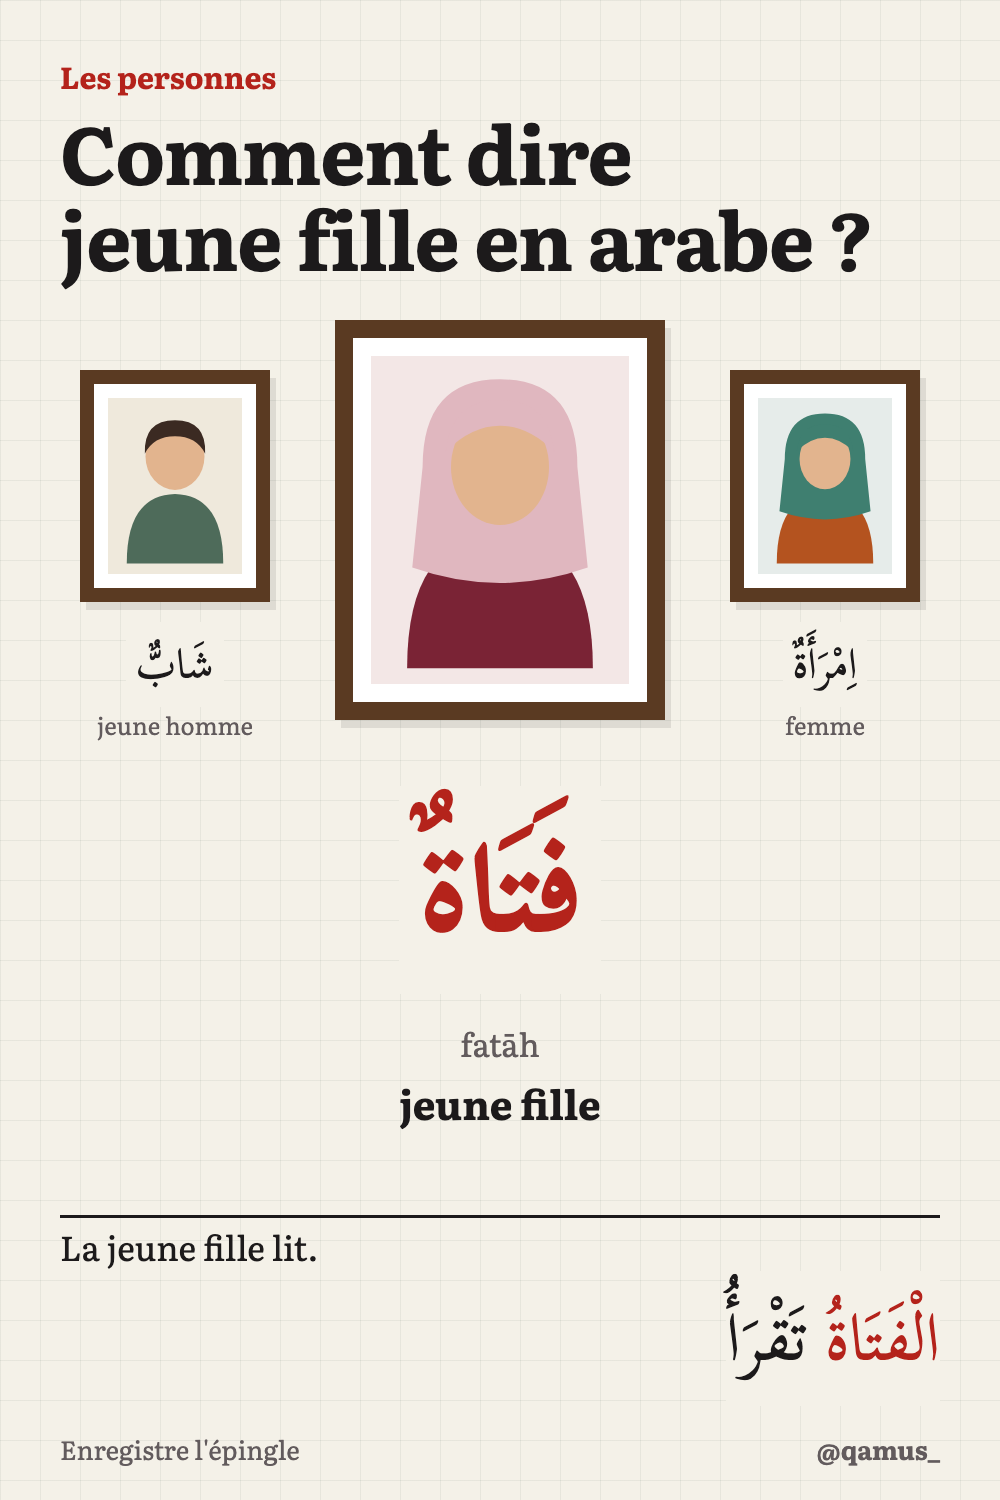 Les personnes
Comment dire
jeune fille en arabe ?
شَابٌّ
jeune homme
اِمْرَأَةٌ
femme
فَتَاةٌ
fatāh
jeune fille
La jeune fille lit.
الْفَتَاةُ تَقْرَأُ
Enregistre l'épingle
@qamus_